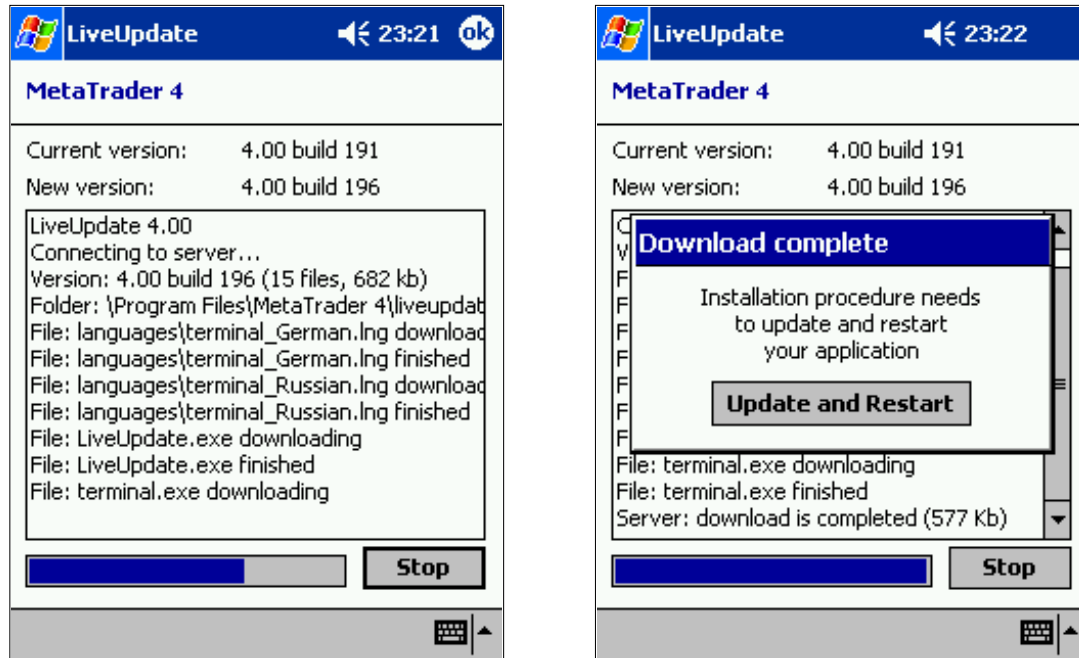 LiveUpdate 23:21 ok
MetaTrader 4
Current version: 4.00 build 191
New version: 4.00 build 196
LiveUpdate 4.00
Connecting to server...
Version: 4.00 build 196 (15 files, 682 kb)
Folder: \Program Files\MetaTrader 4\liveupdat
File: languages\terminal_German.lng downloac
File: languages\terminal_German.lng finished
File: languages\terminal_Russian.lng downloac
File: languages\terminal_Russian.lng finished
File: LiveUpdate.exe downloading
File: LiveUpdate.exe finished
File: terminal.exe downloading
Stop
LiveUpdate 23:22
MetaTrader 4
Current version: 4.00 build 191
New version: 4.00 build 196
Download complete
Installation procedure needs
to update and restart
your application
Update and Restart
File: terminal.exe downloading
File: terminal.exe finished
Server: download is completed (577 Kb)
Stop